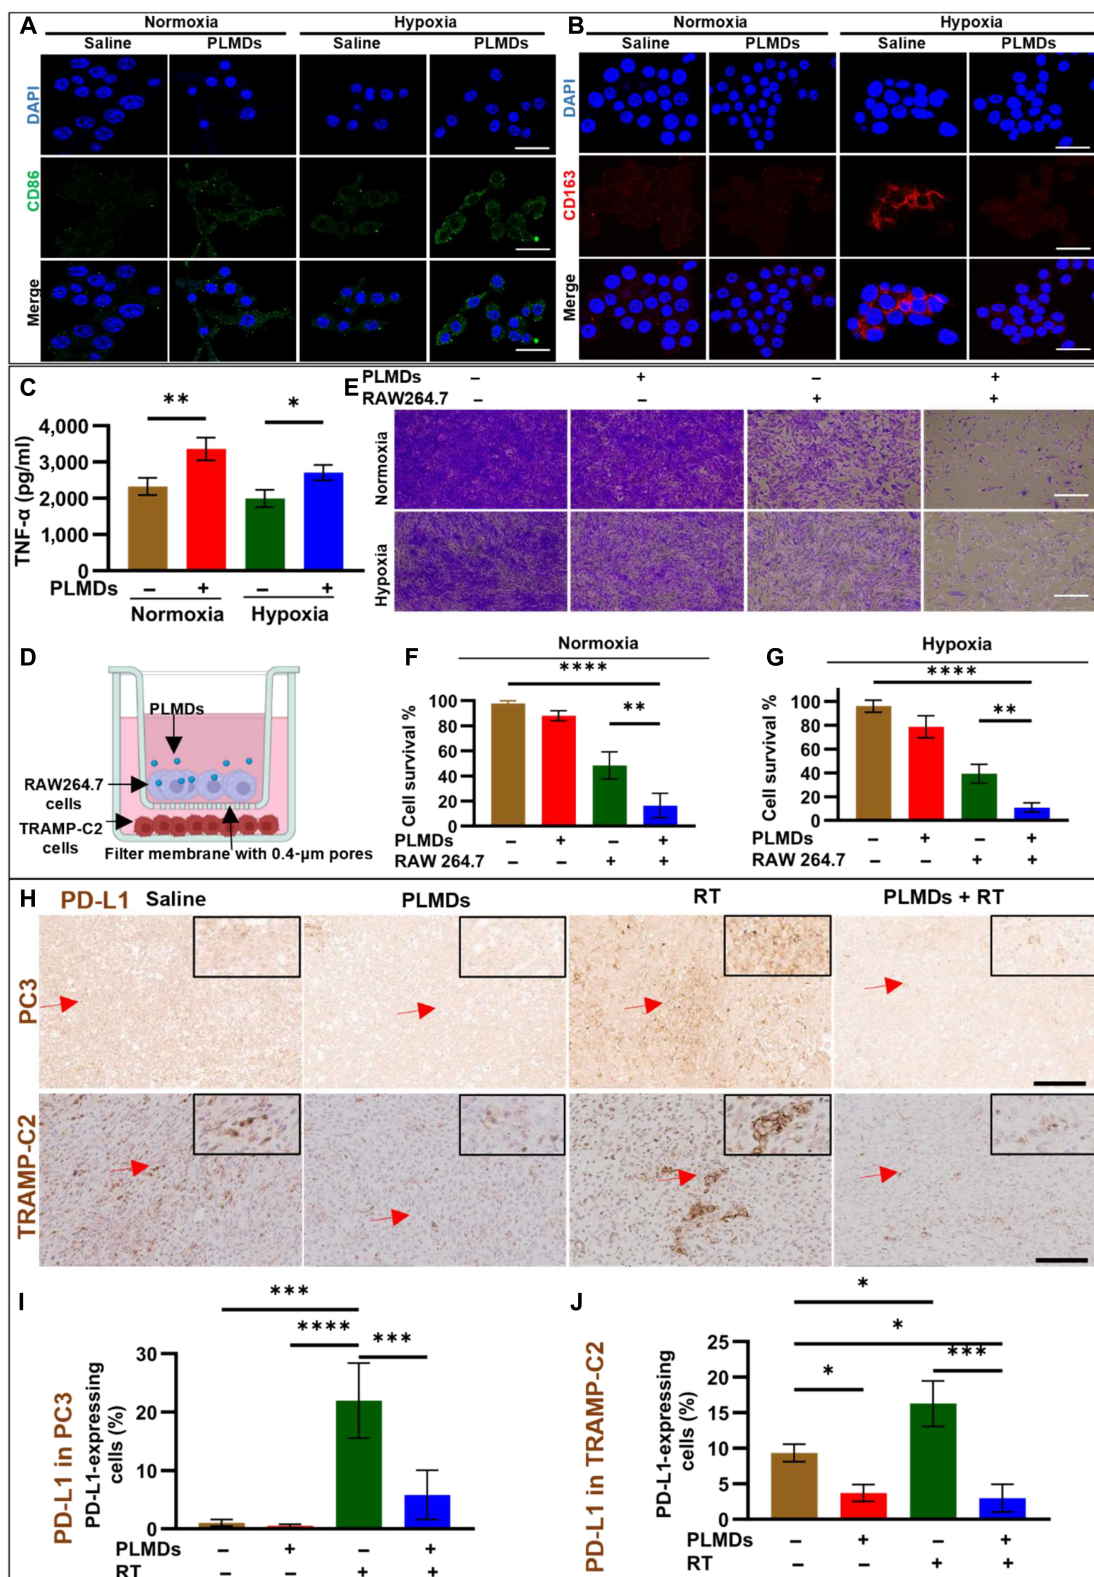 A
Normoxia Hypoxia
Saline PLMDs Saline PLMDs
DAPI
CD86
Merge
B
Normoxia Hypoxia
Saline PLMDs Saline PLMDs
DAPI
CD163
Merge
C
** *
TNF-α (pg/ml)
4,000
3,000
2,000
1,000
0
PLMDs – + – +
Normoxia Hypoxia
E
PLMDs – + – +
RAW264.7 – – + +
Normoxia
Hypoxia
D
PLMDs
RAW264.7
cells
TRAMP-C2
cells
Filter membrane with 0.4-μm pores
F
Normoxia
****
**
Cell survival %
100
80
60
40
20
0
PLMDs – + – +
RAW 264.7 – – + +
G
Hypoxia
****
**
Cell survival %
100
80
60
40
20
0
PLMDs – + – +
RAW 264.7 – – + +
H
PD-L1 Saline PLMDs RT PLMDs + RT
PC3
TRAMP-C2
I
***
**** ***
PD-L1 in PC3
PD-L1-expressing
cells (%)
30
20
10
0
PLMDs – + – +
RT – – + +
J
*
*
* ***
PD-L1 in TRAMP-C2
PD-L1-expressing
cells (%)
25
20
15
10
5
0
PLMDs – + – +
RT – – + +